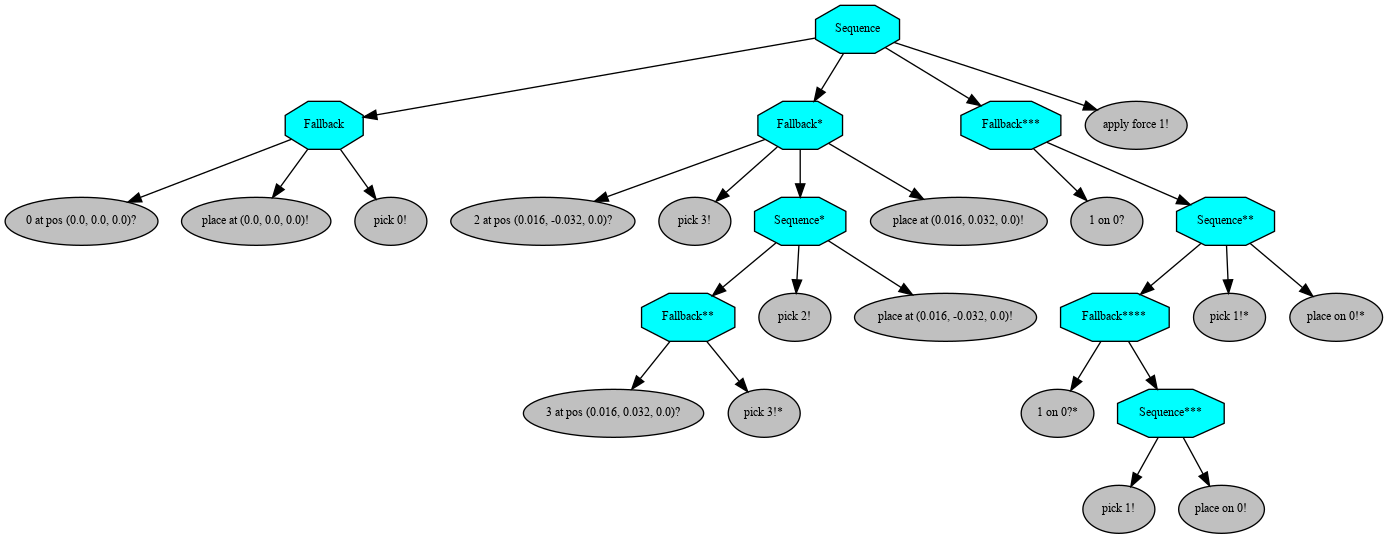 Sequence
Fallback
Fallback*
Fallback***
apply force 1!
0 at pos (0.0, 0.0, 0.0)?
place at (0.0, 0.0, 0.0)!
pick 0!
2 at pos (0.016, -0.032, 0.0)?
pick 3!
Sequence*
place at (0.016, 0.032, 0.0)!
1 on 0?
Sequence**
Fallback**
pick 2!
place at (0.016, -0.032, 0.0)!
Fallback****
pick 1!*
place on 0!*
3 at pos (0.016, 0.032, 0.0)?
pick 3!*
1 on 0?*
Sequence***
pick 1!
place on 0!